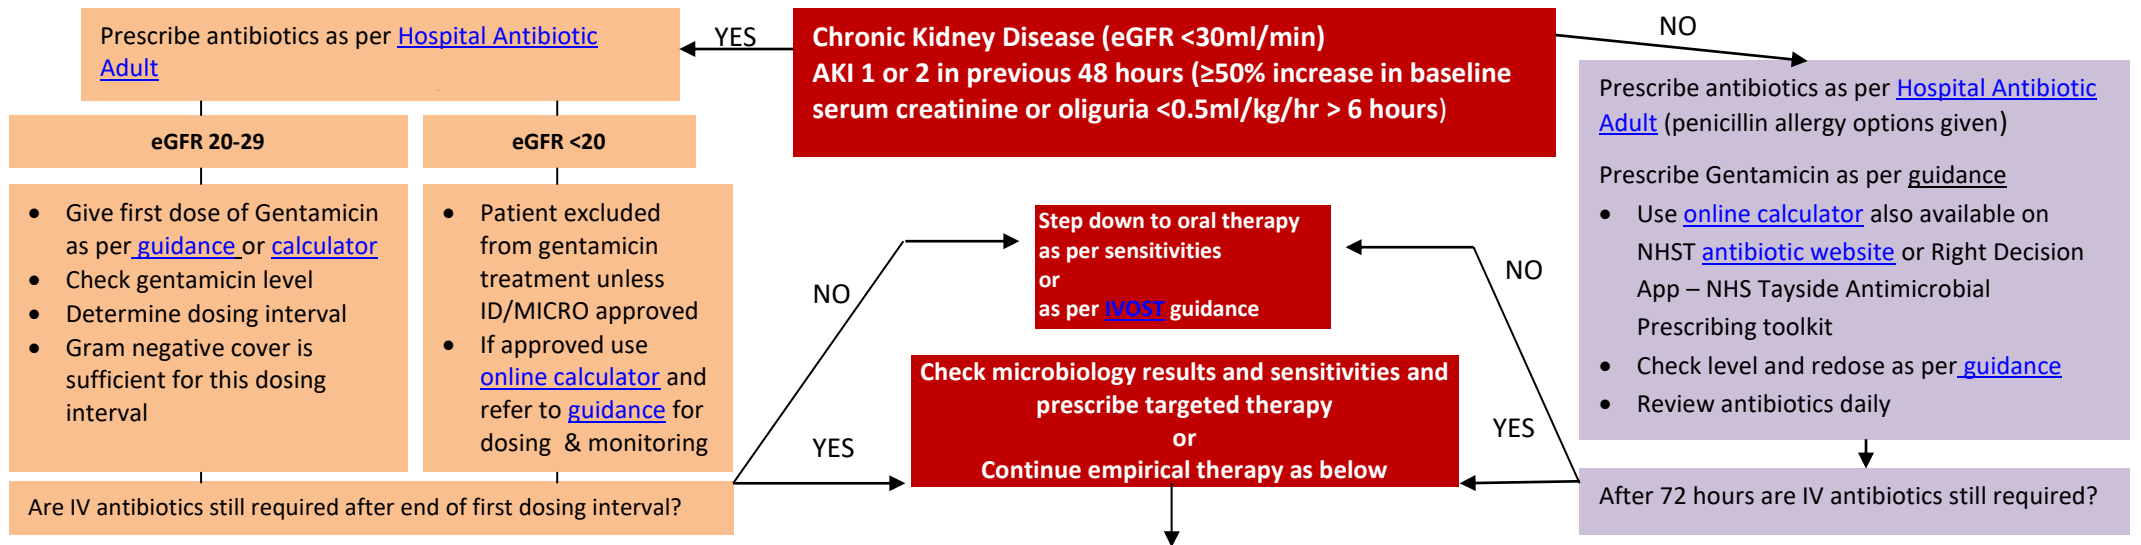 Prescribe antibiotics as per Hospital Antibiotic
Adult
YES
Chronic Kidney Disease (eGFR <30ml/min)
AKI 1 or 2 in previous 48 hours (≥50% increase in baseline
serum creatinine or oliguria <0.5ml/kg/hr > 6 hours)
NO
eGFR 20-29
eGFR <20
• Give first dose of Gentamicin
as per guidance or calculator
• Check gentamicin level
• Determine dosing interval
• Gram negative cover is
sufficient for this dosing
interval
• Patient excluded
from gentamicin
treatment unless
ID/MICRO approved
• If approved use
online calculator and
refer to guidance for
dosing & monitoring
Are IV antibiotics still required after end of first dosing interval?
NO
YES
Step down to oral therapy
as per sensitivities
or
as per IVOST guidance
Check microbiology results and sensitivities and
prescribe targeted therapy
or
Continue empirical therapy as below
NO
YES
Prescribe antibiotics as per Hospital Antibiotic
Adult (penicillin allergy options given)
Prescribe Gentamicin as per guidance
• Use online calculator also available on
NHST antibiotic website or Right Decision
App – NHS Tayside Antimicrobial
Prescribing toolkit
• Check level and redose as per guidance
• Review antibiotics daily
After 72 hours are IV antibiotics still required?